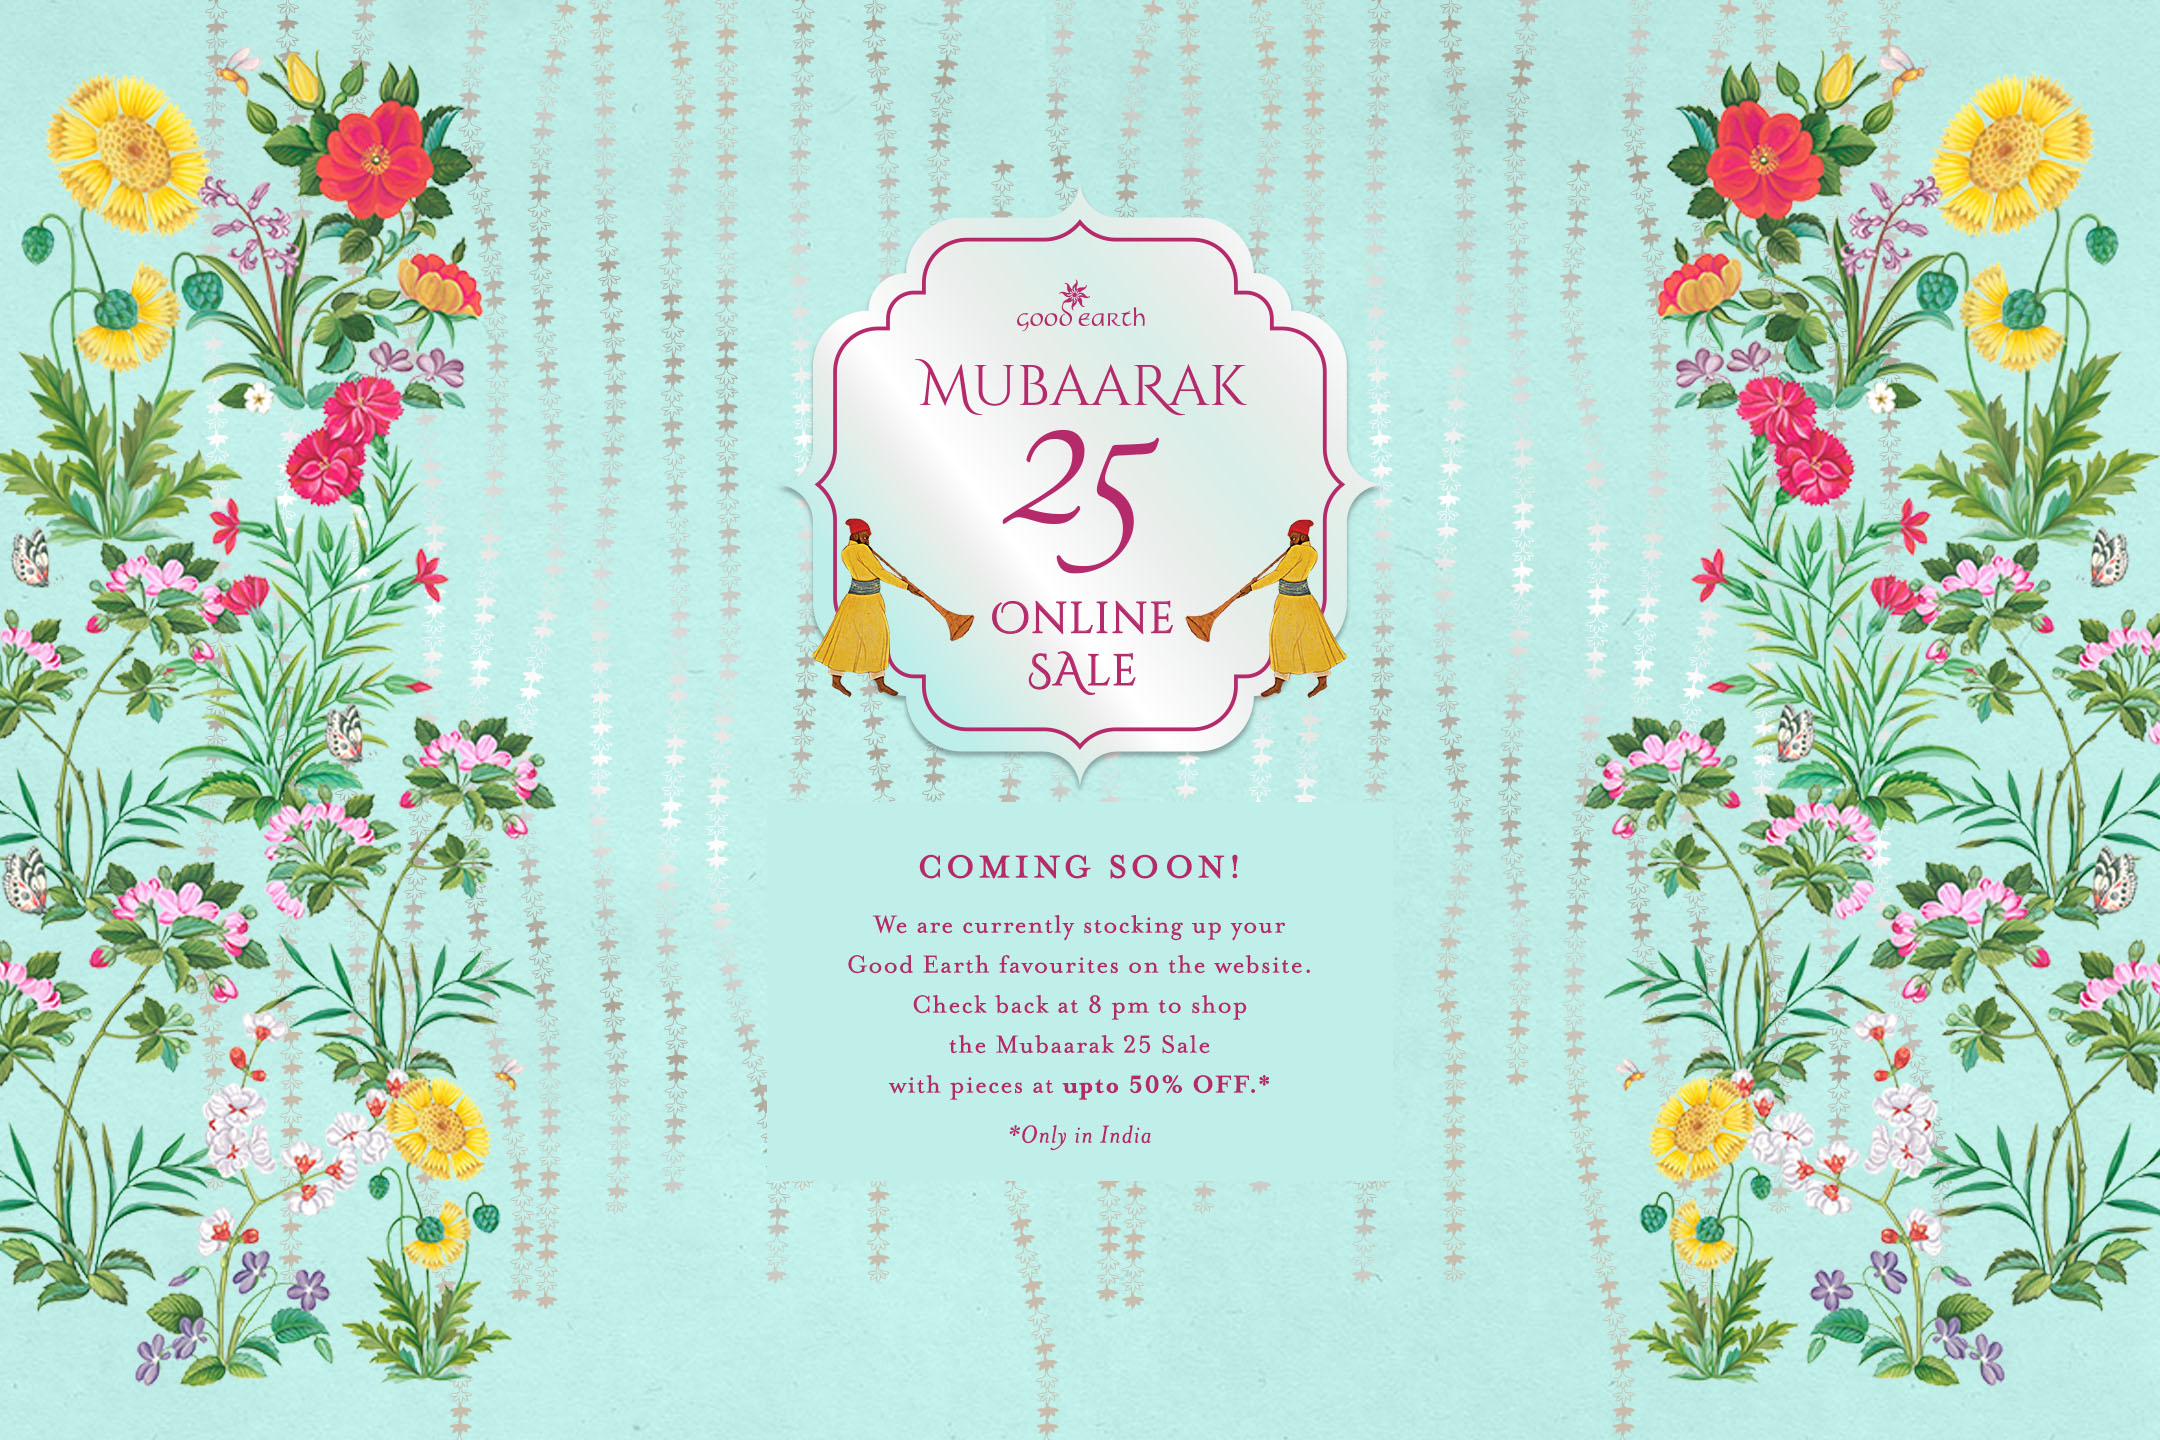 GOOD EARTH
MUBAARAK
25
ONLINE
SALE
COMING SOON!
We are currently stocking up your
Good Earth favourites on the website.
Check back at 8 pm to shop
the Mubaarak 25 Sale
with pieces at upto 50% OFF.*
*Only in India